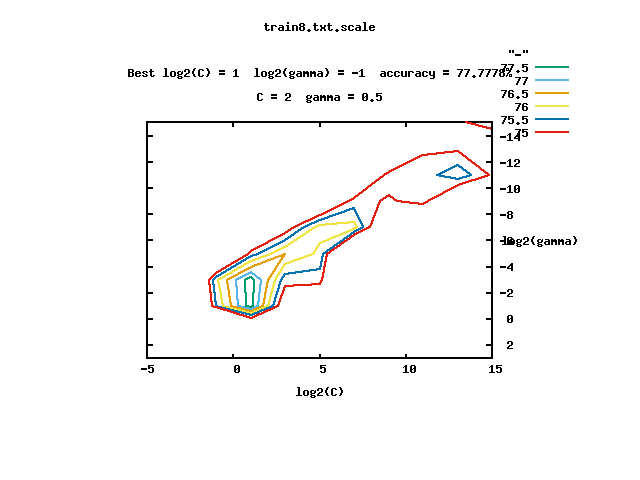 train8.txt.scale
"-"
Best log2(C) = 1  log2(gamma) = -1  accuracy = 77.7778%
77.5
77
76.5
76
75.5
75
C = 2  gamma = 0.5
-14
-12
-10
-8
-6
log2(gamma)
-4
-2
0
2
-5 0 5 10 15
log2(C)